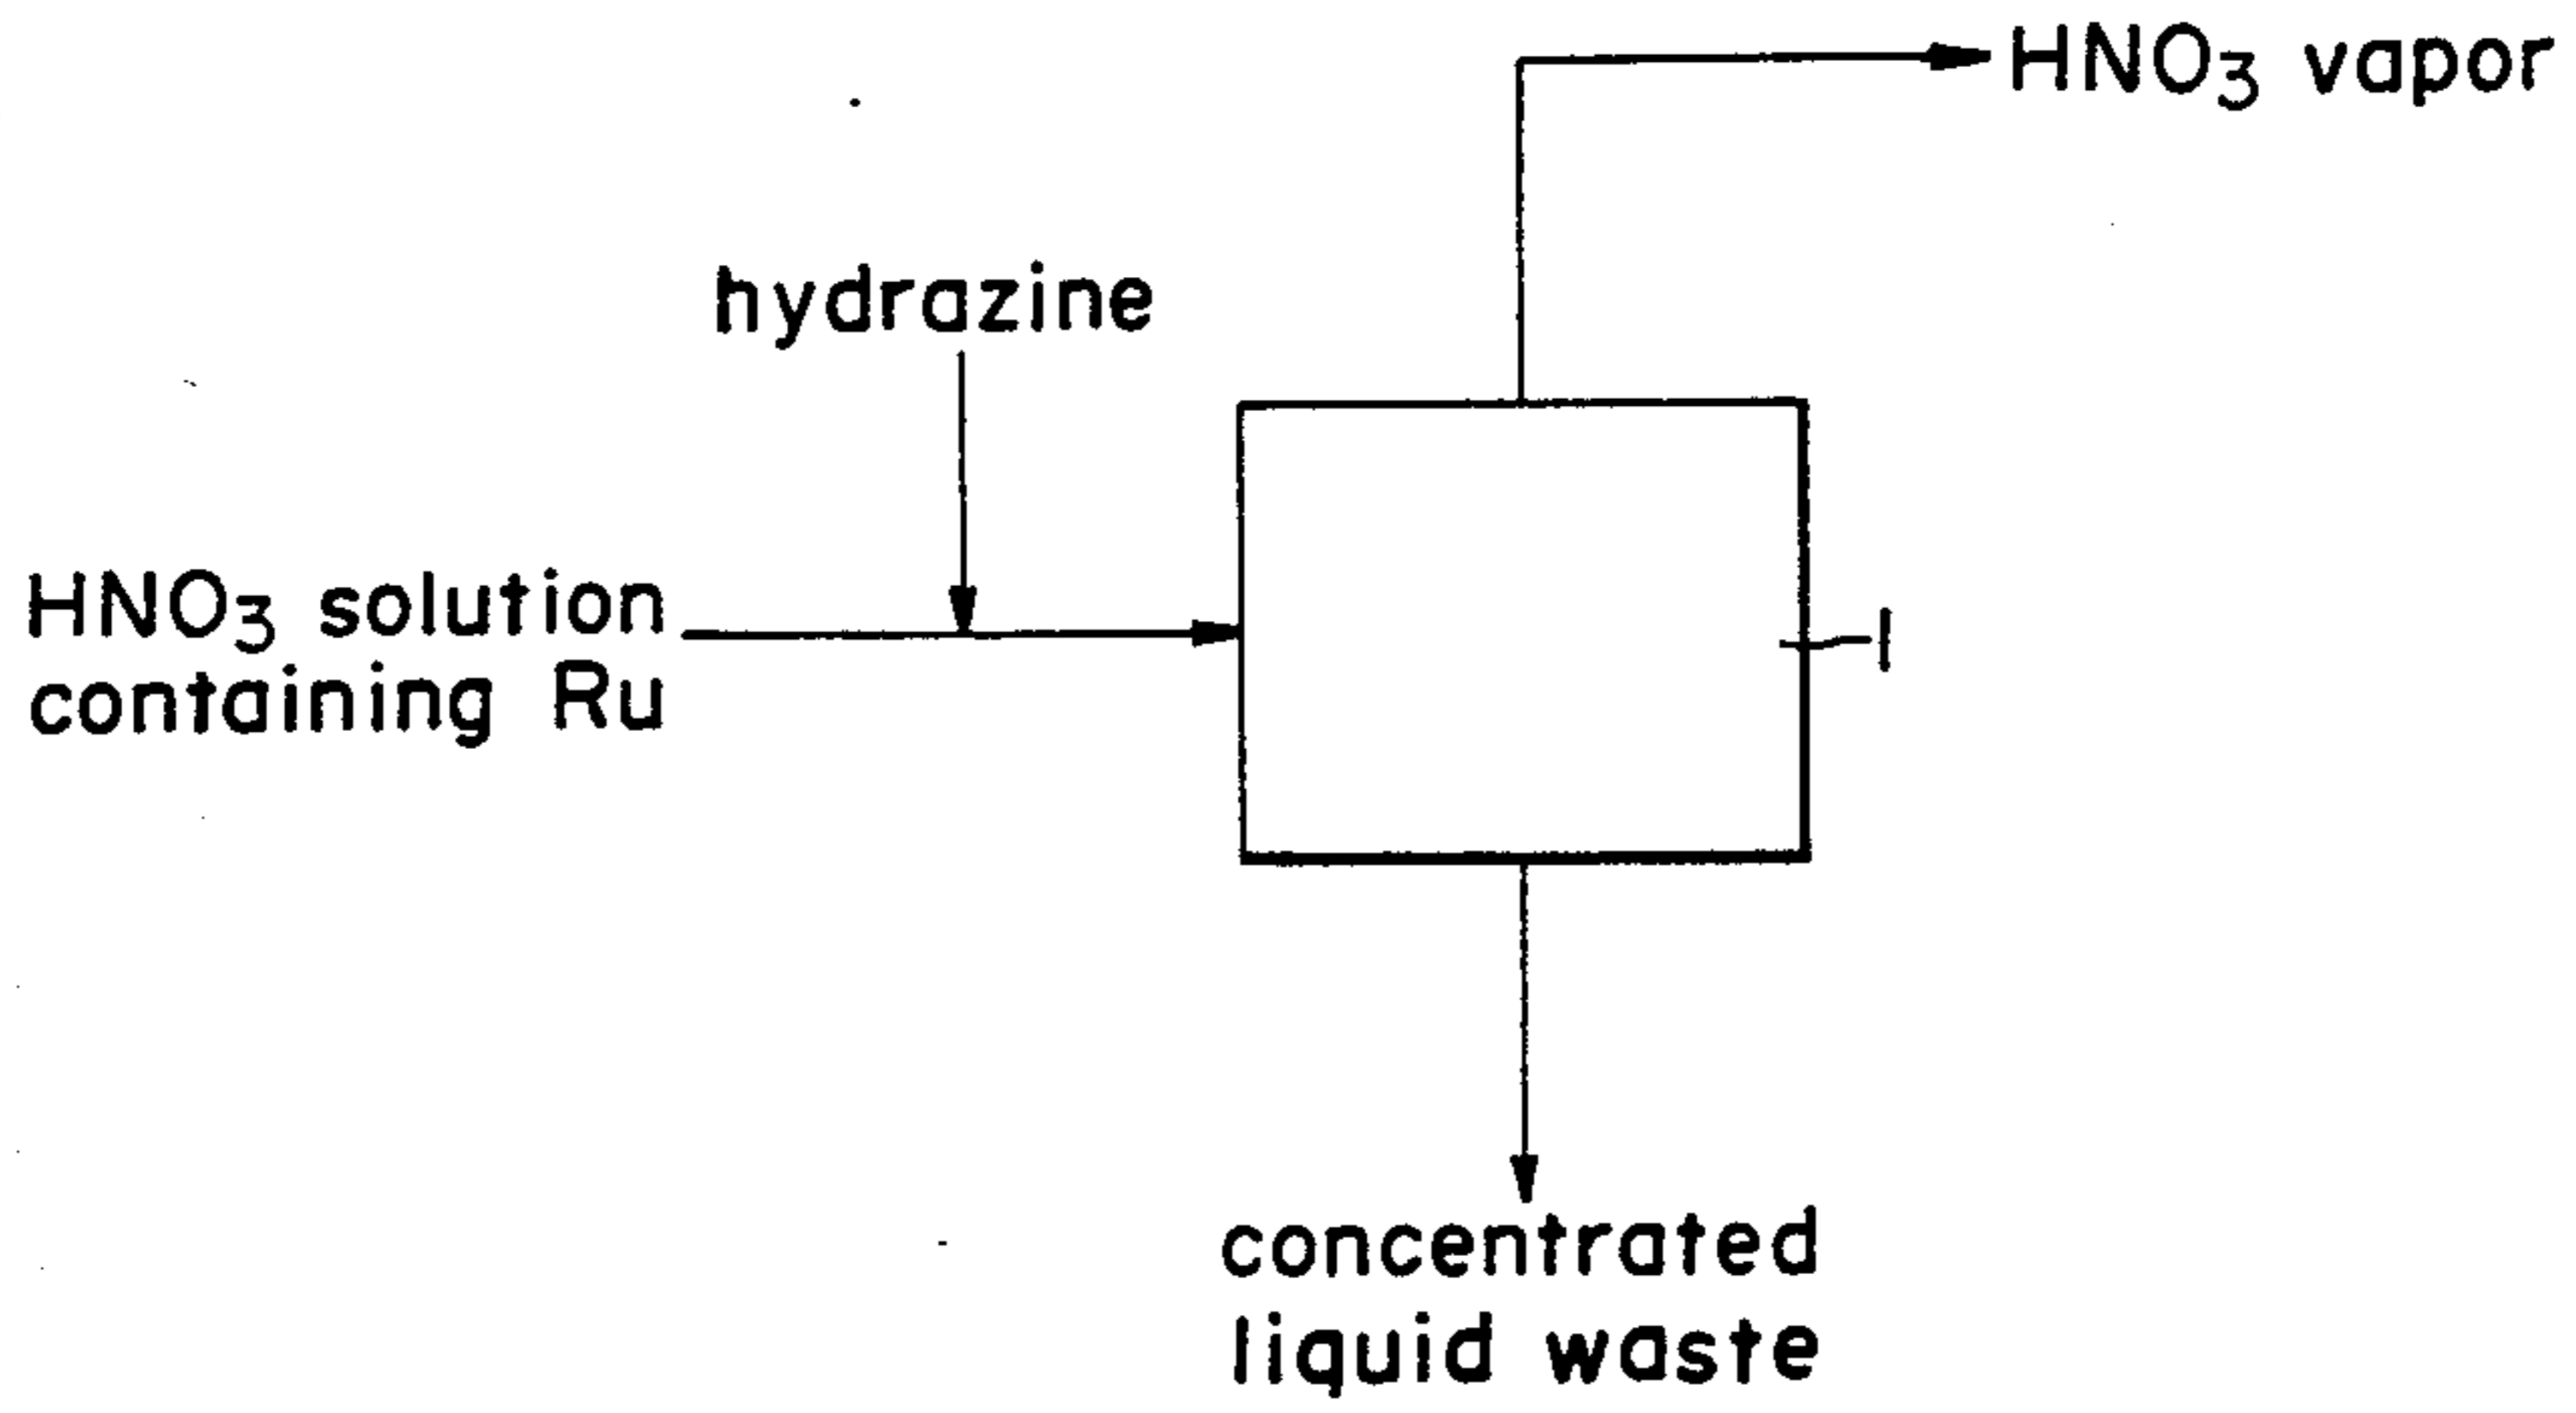 HNO₃ vapor
hydrazine
HNO₃ solution
containing Ru
1
concentrated
liquid waste